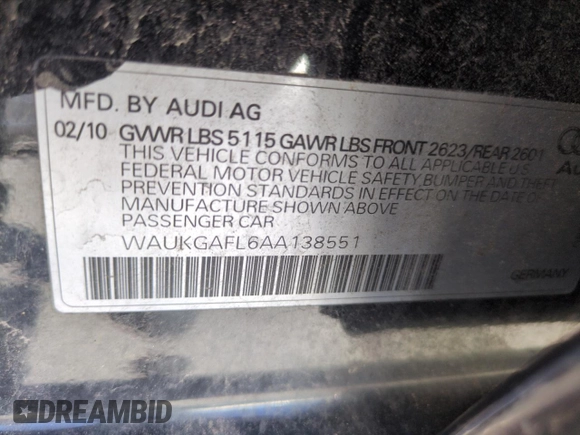 MFD. BY AUDI AG
02/10 GVWR LBS 5115 GAWR LBS FRONT 2623/REAR 2601
THIS VEHICLE CONFORMS TO ALL APPLICABLE U.S.
FEDERAL MOTOR VEHICLE SAFETY BUMPER AND THEFT
PREVENTION STANDARDS IN EFFECT ON THE DATE OF
MANUFACTURE SHOWN ABOVE
PASSENGER CAR
WAUKGAFL6AA138551
GERMANY
DREAMBID